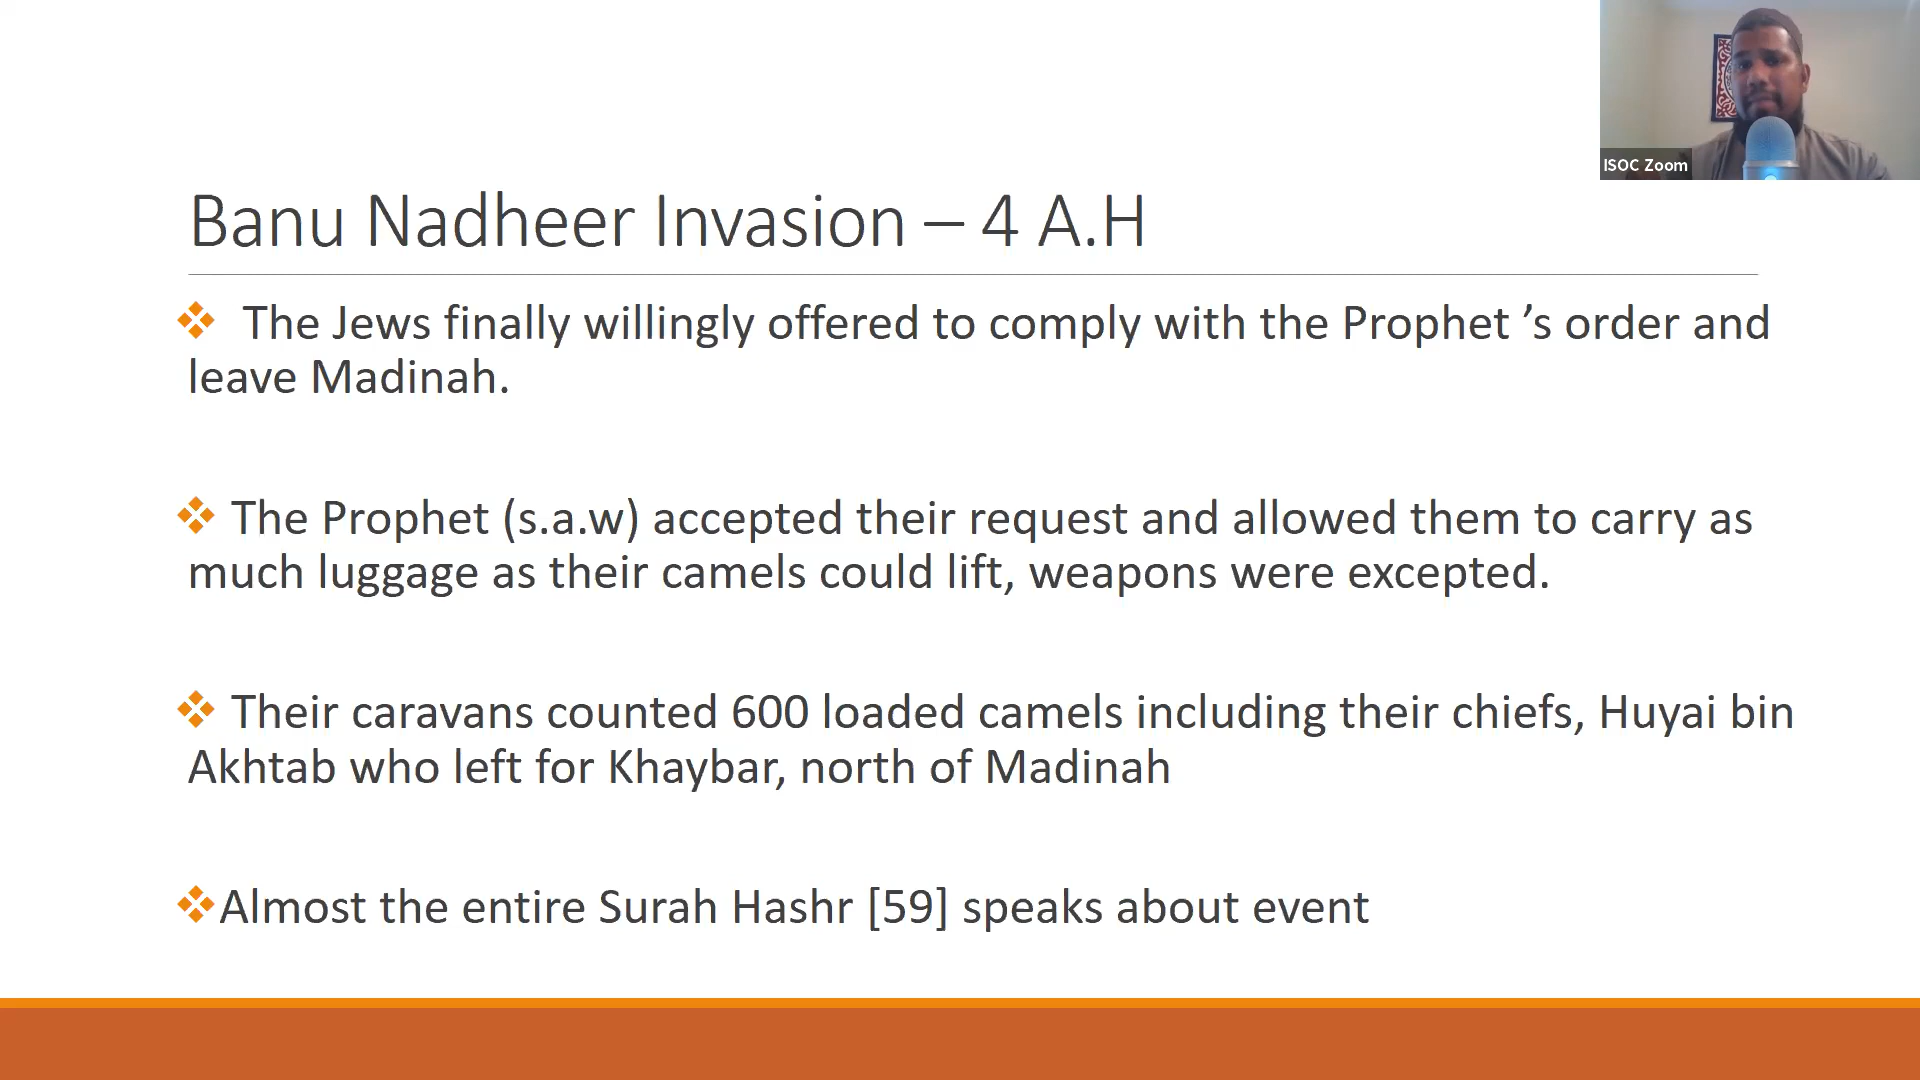 ISOC Zoom
Banu Nadheer Invasion – 4 A.H
The Jews finally willingly offered to comply with the Prophet ’s order and
leave Madinah.
The Prophet (s.a.w) accepted their request and allowed them to carry as
much luggage as their camels could lift, weapons were excepted.
Their caravans counted 600 loaded camels including their chiefs, Huyai bin
Akhtab who left for Khaybar, north of Madinah
Almost the entire Surah Hashr [59] speaks about event